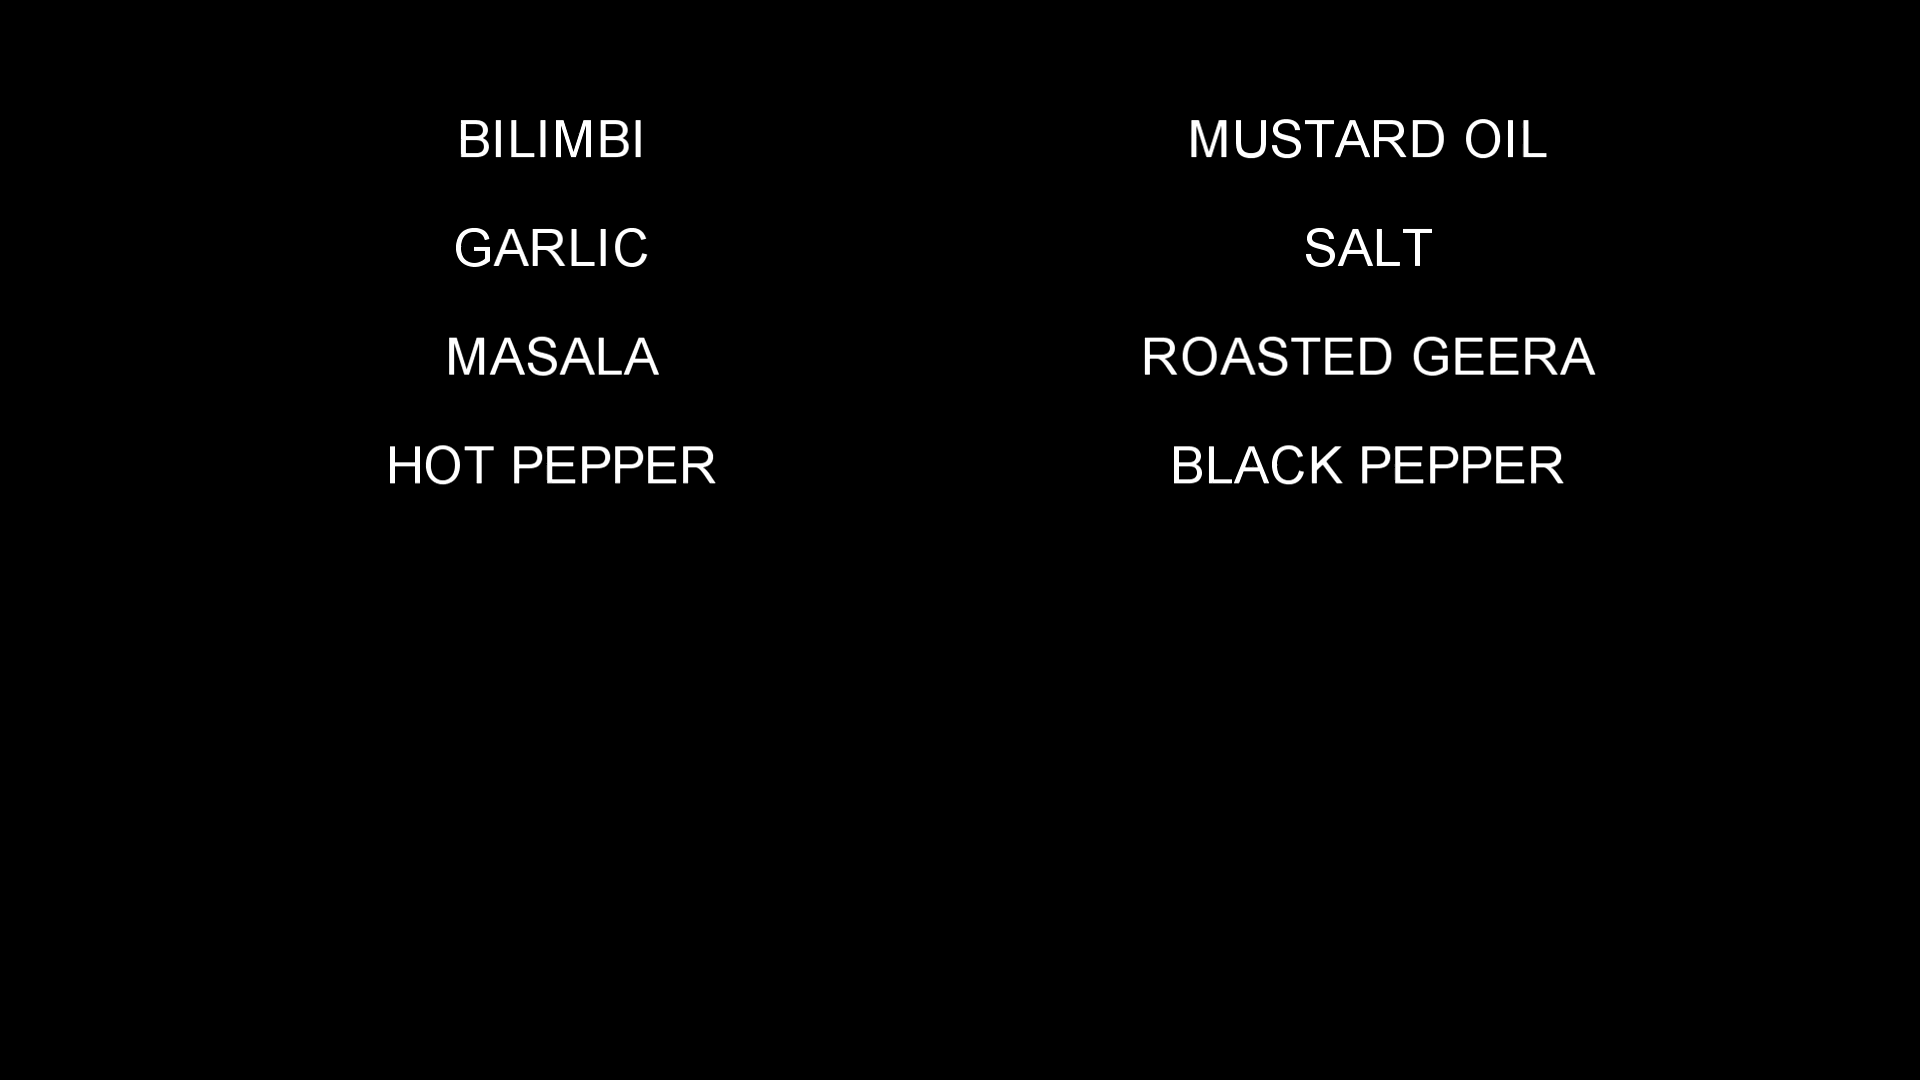 BILIMBI
GARLIC
MASALA
HOT PEPPER
MUSTARD OIL
SALT
ROASTED GEERA
BLACK PEPPER